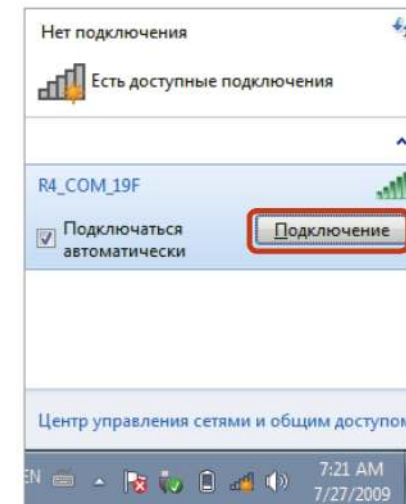 Нет подключения
Есть доступные подключения
R4_COM_19F
Подключаться
автоматически
Подключение
Центр управления сетями и общим доступом
EN
7:21 AM
7/27/2009